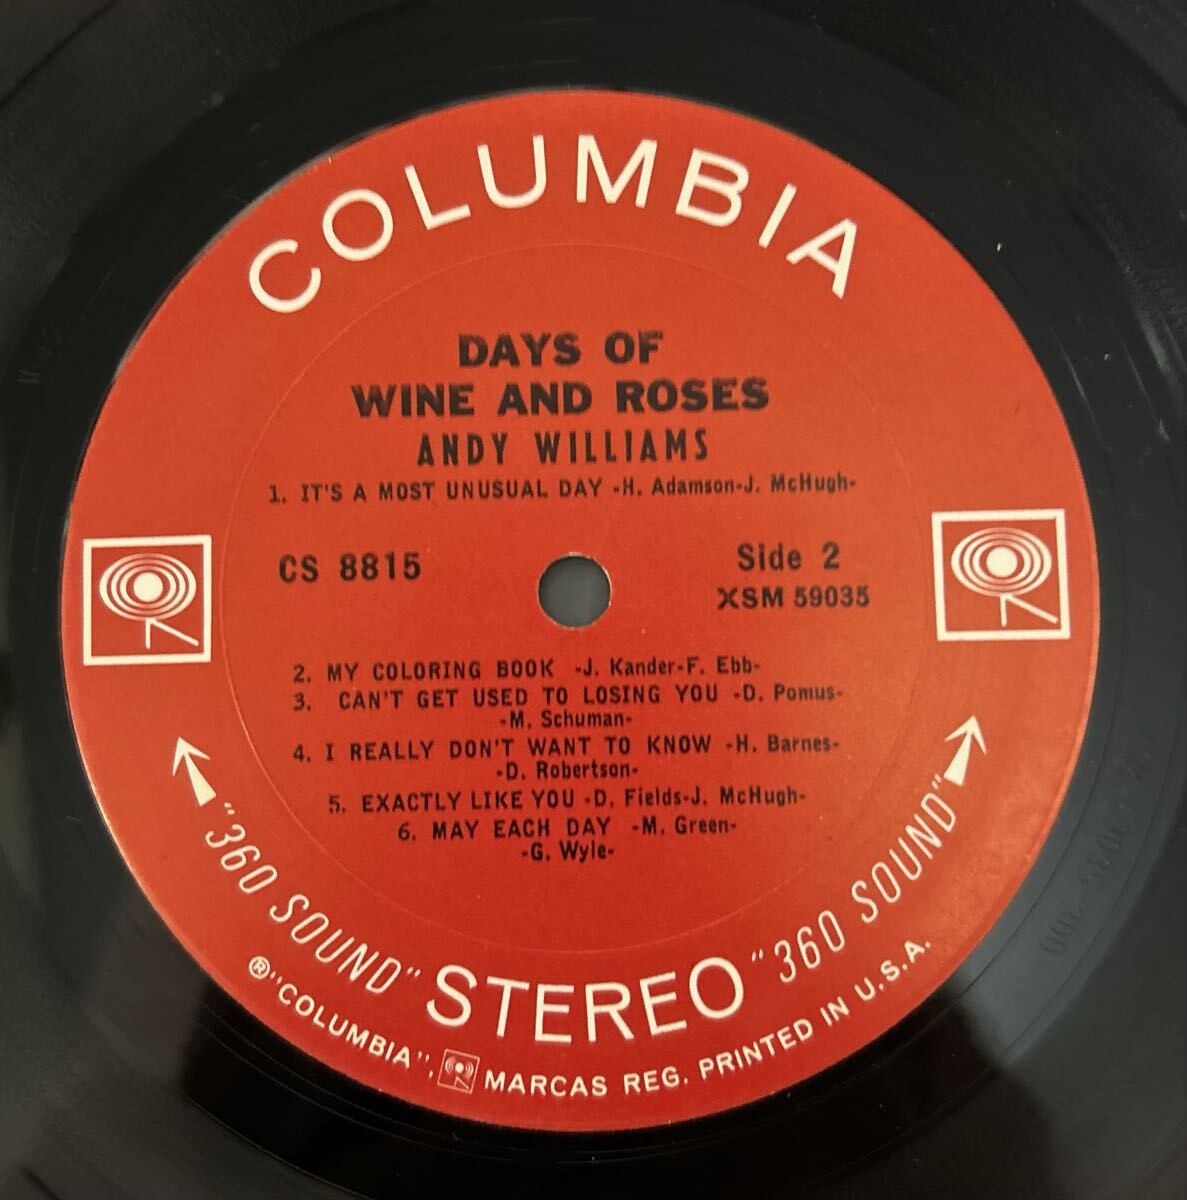 COLUMBIA
DAYS OF
WINE AND ROSES
ANDY WILLIAMS
1. IT'S A MOST UNUSUAL DAY -H. Adamson-J. McHugh-
CS 8815
Side 2
XSM 59035
2. MY COLORING BOOK -J. Kander-F. Ebb-
3. CAN'T GET USED TO LOSING YOU -D. Pomus-
-M. Schuman-
4. I REALLY DON'T WANT TO KNOW -H. Barnes-
-D. Robertson-
5. EXACTLY LIKE YOU -D. Fields-J. McHugh-
6. MAY EACH DAY -M. Green-
-G. Wyle-
"360 SOUND" STEREO "360 SOUND"
®"COLUMBIA", MARCAS REG. PRINTED IN U.S.A.